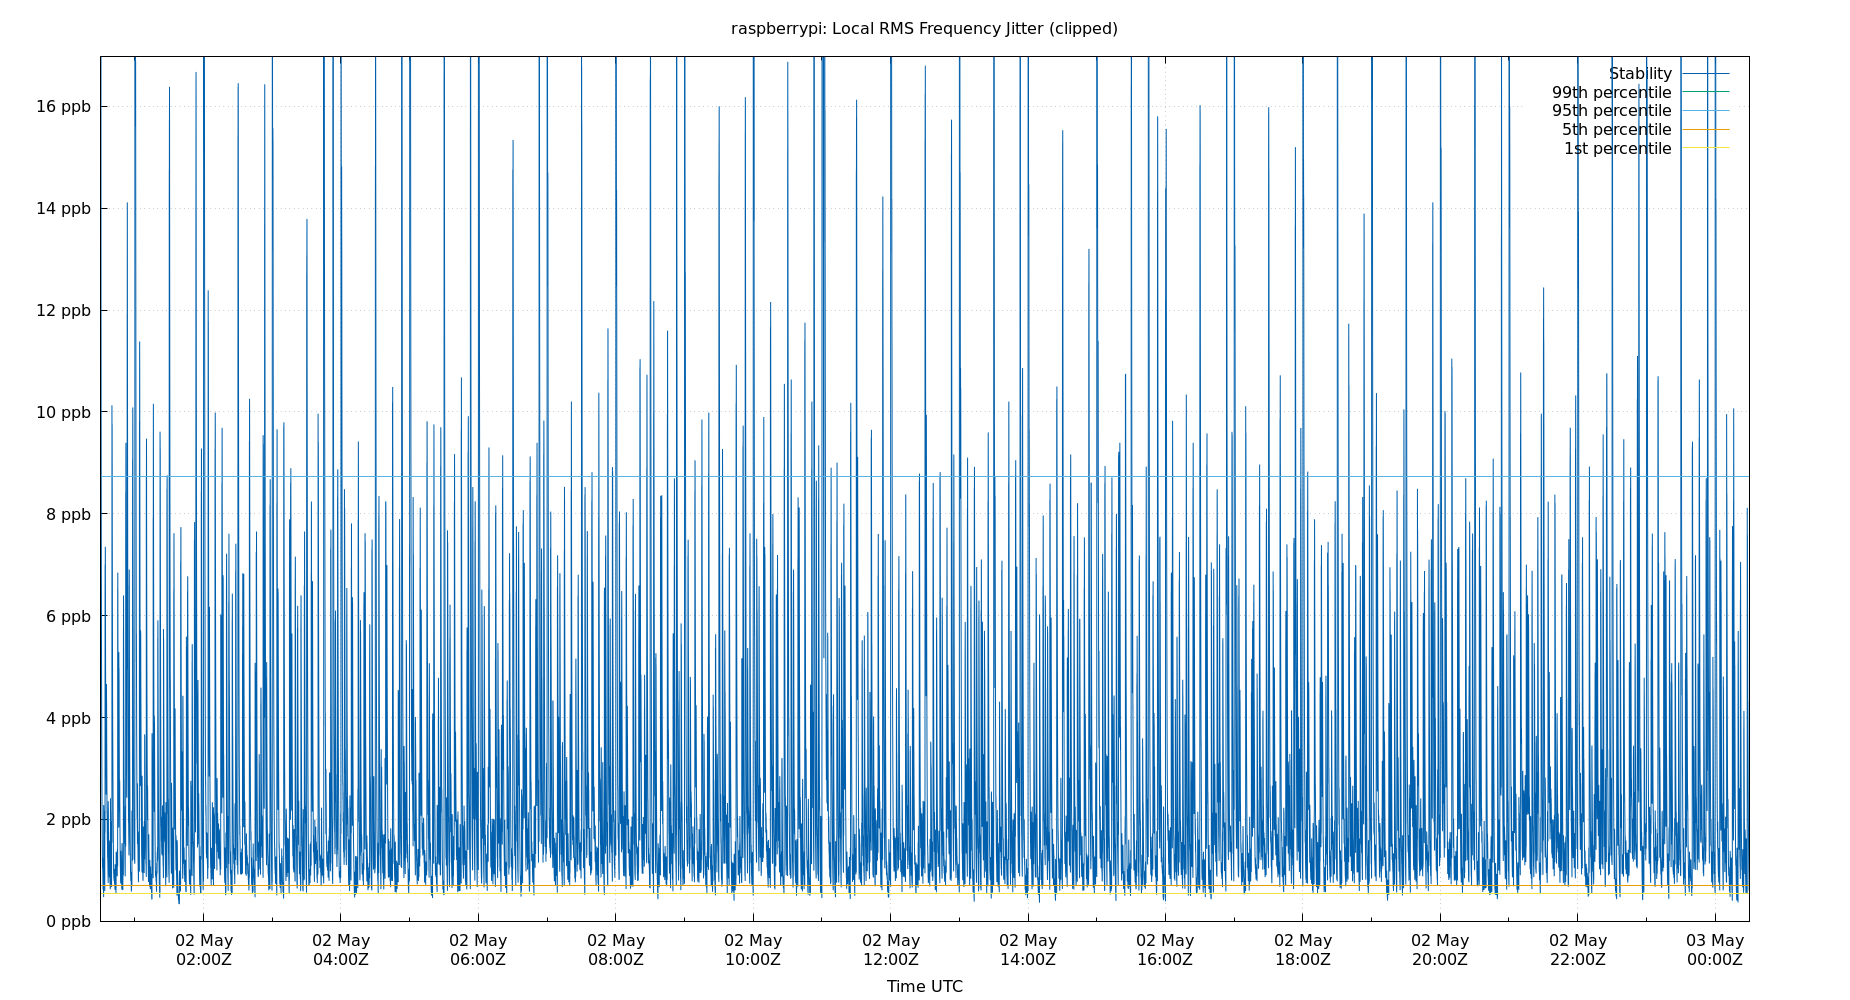 raspberrypi: Local RMS Frequency Jitter (clipped)
Stability
99th percentile
95th percentile
5th percentile
1st percentile
16 ppb
14 ppb
12 ppb
10 ppb
8 ppb
6 ppb
4 ppb
2 ppb
0 ppb
02 May 02 May 02 May 02 May 02 May 02 May 02 May 02 May 02 May 02 May 02 May 03 May
02:00Z 04:00Z 06:00Z 08:00Z 10:00Z 12:00Z 14:00Z 16:00Z 18:00Z 20:00Z 22:00Z 00:00Z
Time UTC